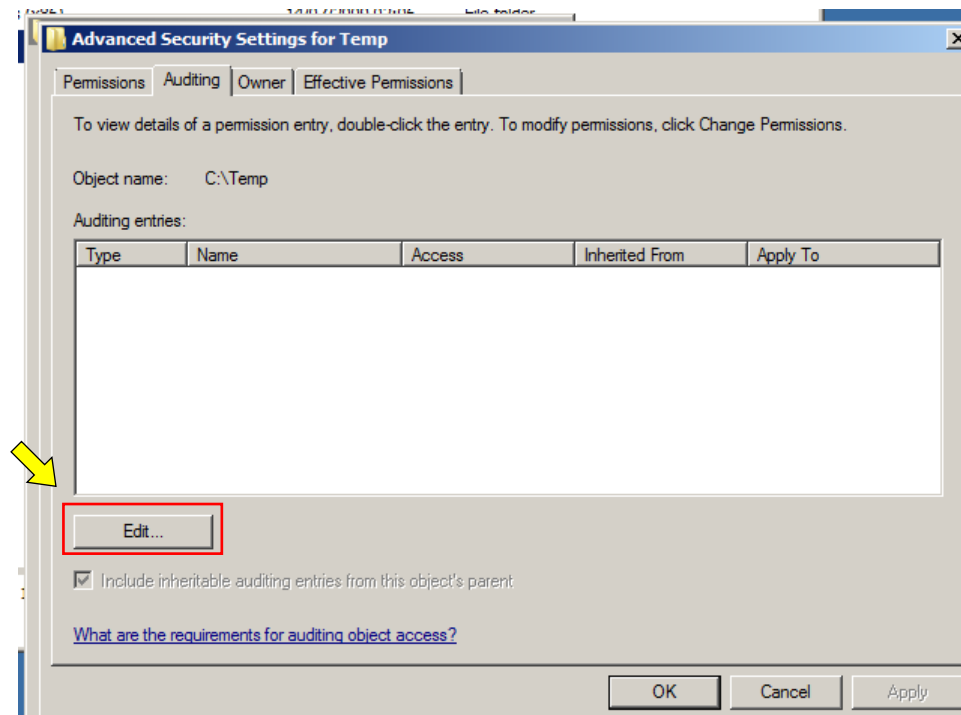 Advanced Security Settings for Temp
Permissions Auditing Owner Effective Permissions
To view details of a permission entry, double-click the entry. To modify permissions, click Change Permissions.
Object name: C:\Temp
Auditing entries:
Type Name Access Inherited From Apply To
Edit...
Include inheritable auditing entries from this object's parent
What are the requirements for auditing object access?
OK Cancel Apply